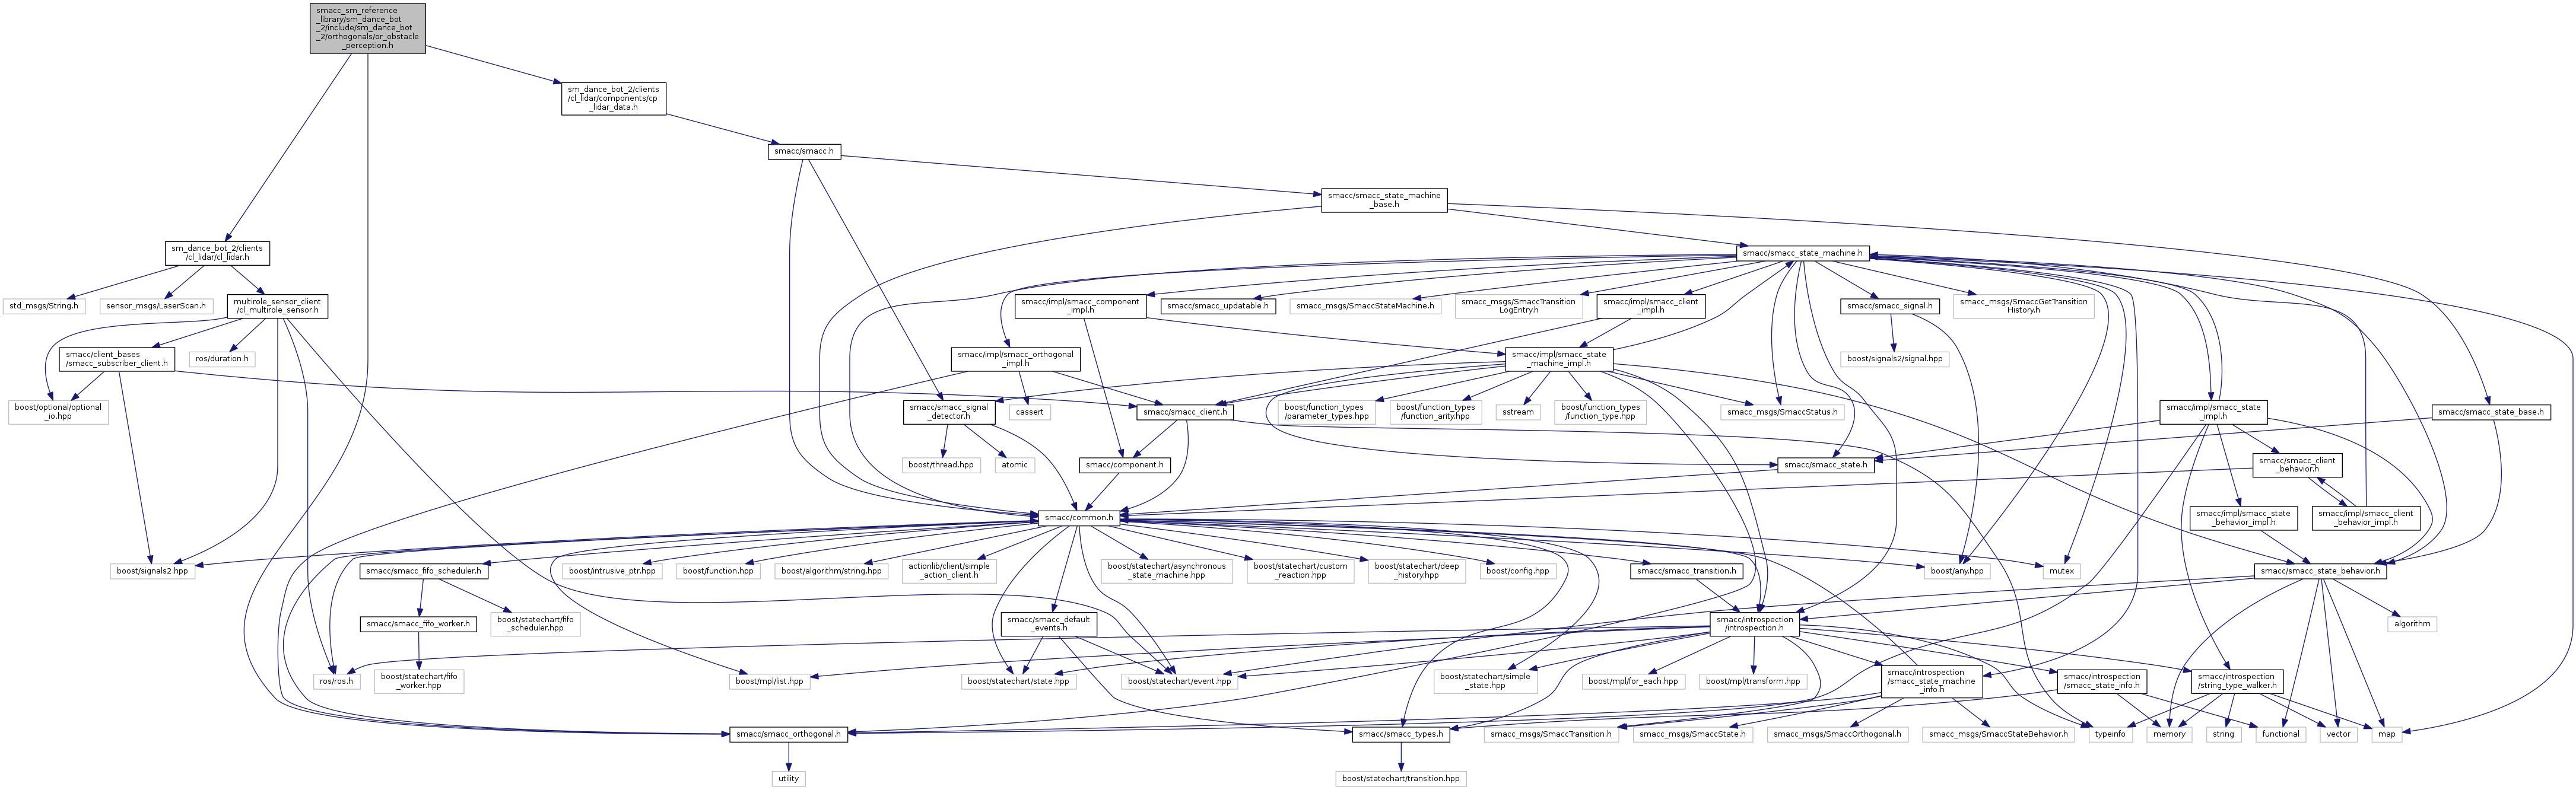 smacc_sm_reference
_library/sm_dance_bot
_2/include/sm_dance_bot
_2/orthogonals/or_obstacle
_perception.h
sm_dance_bot_2/clients
/cl_lidar/components/cp
_lidar_data.h
smacc/smacc.h
smacc/smacc_state_machine
_base.h
sm_dance_bot_2/clients
/cl_lidar/cl_lidar.h
smacc/smacc_state_machine.h
std_msgs/String.h
sensor_msgs/LaserScan.h
multirole_sensor_client
/cl_multirole_sensor.h
smacc/impl/smacc_component
_impl.h
smacc/smacc_updatable.h
smacc_msgs/SmaccStateMachine.h
smacc_msgs/SmaccTransition
LogEntry.h
smacc/impl/smacc_client
_impl.h
smacc/smacc_signal.h
smacc_msgs/SmaccGetTransition
History.h
smacc/client_bases
/smacc_subscriber_client.h
ros/duration.h
smacc/impl/smacc_orthogonal
_impl.h
smacc/impl/smacc_state
_machine_impl.h
boost/signals2/signal.hpp
boost/optional/optional
_io.hpp
smacc/smacc_signal
_detector.h
cassert
smacc/smacc_client.h
boost/function_types
/parameter_types.hpp
boost/function_types
/function_arity.hpp
sstream
boost/function_types
/function_type.hpp
smacc_msgs/SmaccStatus.h
smacc/impl/smacc_state
_impl.h
smacc/smacc_state_base.h
boost/thread.hpp
atomic
smacc/component.h
smacc/smacc_state.h
smacc/smacc_client
_behavior.h
smacc/common.h
smacc/impl/smacc_state
_behavior_impl.h
smacc/impl/smacc_client
_behavior_impl.h
boost/signals2.hpp
smacc/smacc_fifo_scheduler.h
boost/intrusive_ptr.hpp
boost/function.hpp
boost/algorithm/string.hpp
actionlib/client/simple
_action_client.h
boost/statechart/asynchronous
_state_machine.hpp
boost/statechart/custom
_reaction.hpp
boost/statechart/deep
_history.hpp
boost/config.hpp
smacc/smacc_transition.h
boost/any.hpp
mutex
smacc/smacc_state_behavior.h
smacc/smacc_fifo_worker.h
boost/statechart/fifo
_scheduler.hpp
smacc/smacc_default
_events.h
smacc/introspection
/introspection.h
algorithm
ros/ros.h
boost/statechart/fifo
_worker.hpp
boost/mpl/list.hpp
boost/statechart/state.hpp
boost/statechart/event.hpp
boost/statechart/simple
_state.hpp
boost/mpl/for_each.hpp
boost/mpl/transform.hpp
smacc/introspection
/smacc_state_machine
_info.h
smacc/introspection
/smacc_state_info.h
smacc/introspection
/string_type_walker.h
smacc/smacc_orthogonal.h
smacc/smacc_types.h
smacc_msgs/SmaccTransition.h
smacc_msgs/SmaccState.h
smacc_msgs/SmaccOrthogonal.h
smacc_msgs/SmaccStateBehavior.h
typeinfo
memory
string
functional
vector
map
utility
boost/statechart/transition.hpp